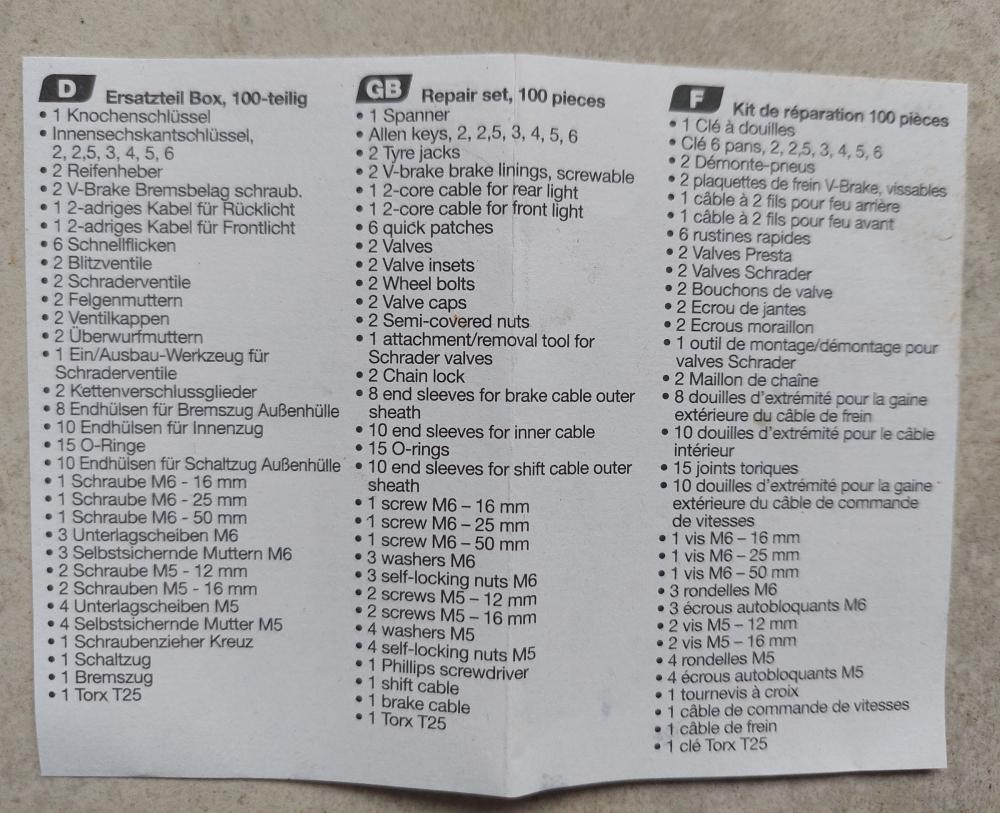 D
Ersatzteil Box, 100-teilig
• 1 Knochenschlüssel
• Innensechskantschlüssel,
2, 2,5, 3, 4, 5, 6
• 2 Reifenheber
• 2 V-Brake Bremsbelag schraub.
• 1 2-adriges Kabel für Rücklicht
• 1 2-adriges Kabel für Frontlicht
• 6 Schnellflicken
• 2 Blitzventile
• 2 Schraderventile
• 2 Felgenmuttern
• 2 Ventilkappen
• 2 Überwurfmuttern
• 1 Ein/Ausbau-Werkzeug für
Schraderventile
• 2 Kettenverschlussglieder
• 8 Endhülsen für Bremszug Außenhülle
• 10 Endhülsen für Innenzug
• 15 O-Ringe
• 10 Endhülsen für Schaltzug Außenhülle
• 1 Schraube M6 - 16 mm
• 1 Schraube M6 - 25 mm
• 1 Schraube M6 - 50 mm
• 3 Unterlagscheiben M6
• 3 Selbstsichernde Muttern M6
• 2 Schraube M5 - 12 mm
• 2 Schrauben M5 - 16 mm
• 4 Unterlagscheiben M5
• 4 Selbstsichernde Mutter M5
• 1 Schraubenzieher Kreuz
• 1 Schaltzug
• 1 Bremszug
• 1 Torx T25
GB
Repair set, 100 pieces
• 1 Spanner
• Allen keys, 2, 2,5, 3, 4, 5, 6
• 2 Tyre jacks
• 2 V-brake brake linings, screwable
• 1 2-core cable for rear light
• 1 2-core cable for front light
• 6 quick patches
• 2 Valves
• 2 Valve insets
• 2 Wheel bolts
• 2 Valve caps
• 2 Semi-covered nuts
• 1 attachment/removal tool for
Schrader valves
• 2 Chain lock
• 8 end sleeves for brake cable outer
sheath
• 10 end sleeves for inner cable
• 15 O-rings
• 10 end sleeves for shift cable outer
sheath
• 1 screw M6 – 16 mm
• 1 screw M6 – 25 mm
• 1 screw M6 – 50 mm
• 3 washers M6
• 3 self-locking nuts M6
• 2 screws M5 – 12 mm
• 2 screws M5 – 16 mm
• 4 washers M5
• 4 self-locking nuts M5
• 1 Phillips screwdriver
• 1 shift cable
• 1 brake cable
• 1 Torx T25
F
Kit de réparation 100 pièces
• 1 Clé à douilles
• Clé 6 pans, 2, 2,5, 3, 4, 5, 6
• 2 Démonte-pneus
• 2 plaquettes de frein V-Brake, vissables
• 1 câble à 2 fils pour feu arrière
• 1 câble à 2 fils pour feu avant
• 6 rustines rapides
• 2 Valves Presta
• 2 Valves Schrader
• 2 Bouchons de valve
• 2 Ecrou de jantes
• 2 Ecrous moraillon
• 1 outil de montage/démontage pour
valves Schrader
• 2 Maillon de chaîne
• 8 douilles d'extrémité pour la gaine
extérieure du câble de frein
• 10 douilles d'extrémité pour le câble
intérieur
• 15 joints toriques
• 10 douilles d'extrémité pour la gaine
extérieure du câble de commande
de vitesses
• 1 vis M6 – 16 mm
• 1 vis M6 – 25 mm
• 1 vis M6 – 50 mm
• 3 rondelles M6
• 3 écrous autobloquants M6
• 2 vis M5 – 12 mm
• 2 vis M5 – 16 mm
• 4 rondelles M5
• 4 écrous autobloquants M5
• 1 tournevis à croix
• 1 câble de commande de vitesses
• 1 câble de frein
• 1 clé Torx T25